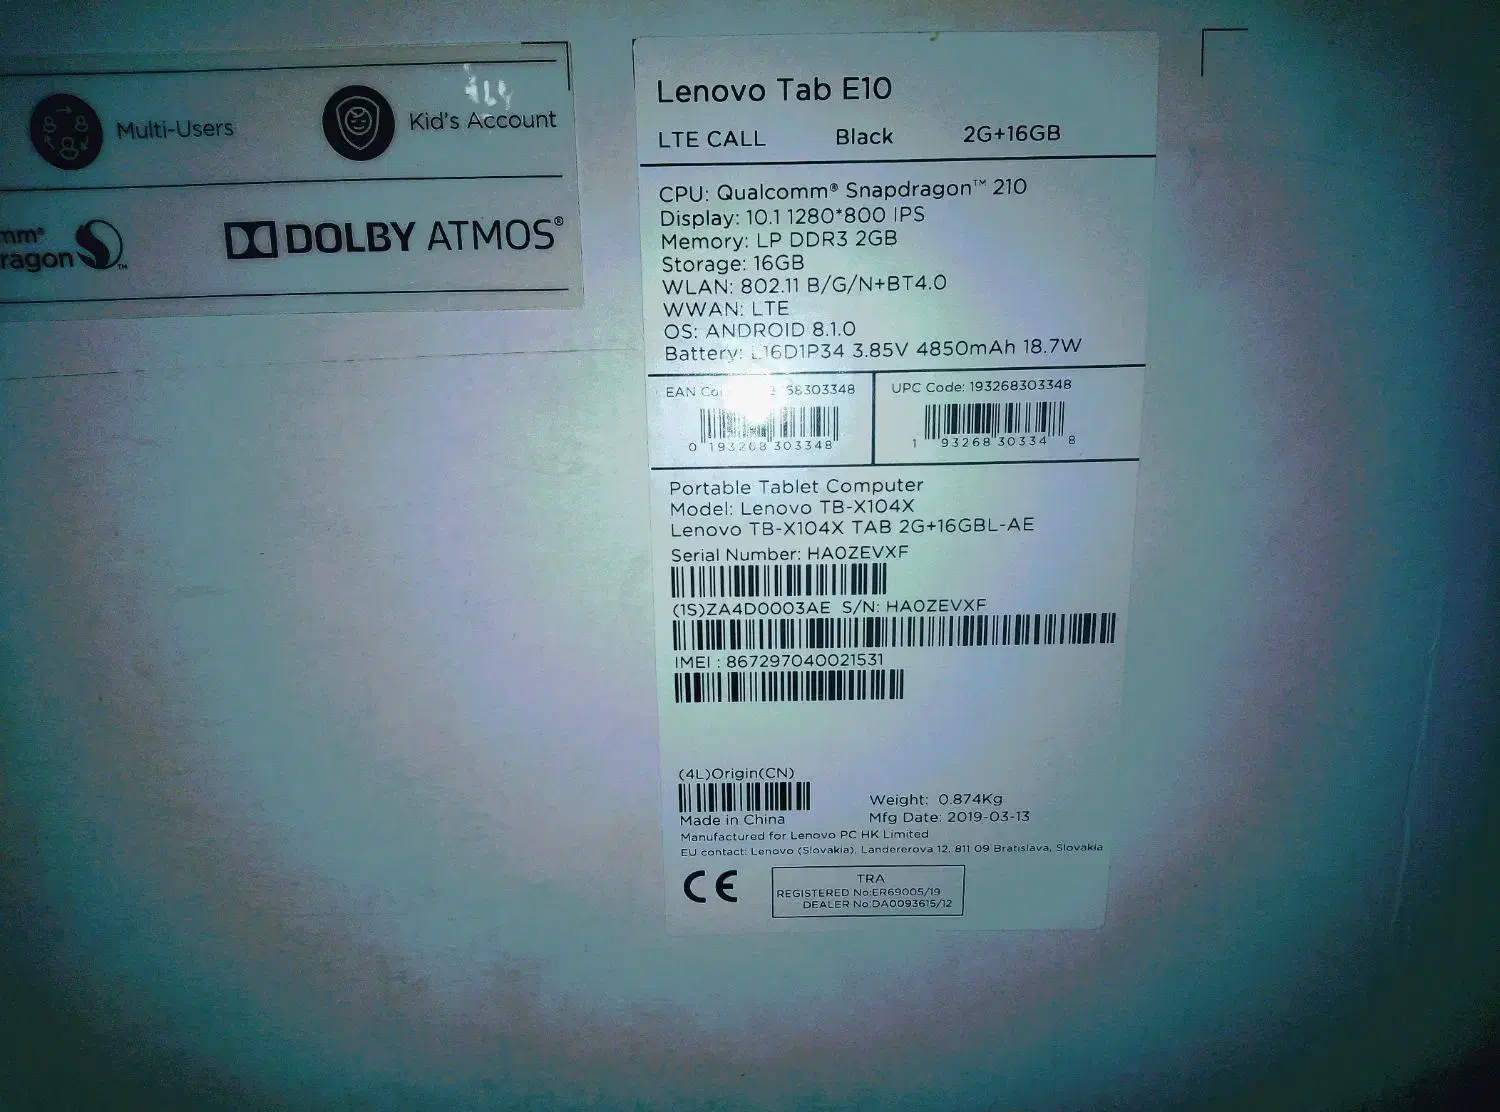 Multi-Users
Kid's Account
mm®
ragon™
DOLBY ATMOS®
Lenovo Tab E10
LTE CALL Black 2G+16GB
CPU: Qualcomm® Snapdragon™ 210
Display: 10.1 1280*800 IPS
Memory: LP DDR3 2GB
Storage: 16GB
WLAN: 802.11 B/G/N+BT4.0
WWAN: LTE
OS: ANDROID 8.1.0
Battery: L16D1P34 3.85V 4850mAh 18.7W
EAN 68303348
0 193268 303348
UPC Code: 193268303348
1 93268 30334 8
Portable Tablet Computer
Model: Lenovo TB-X104X
Lenovo TB-X104X TAB 2G+16GBL-AE
Serial Number: HA0ZEVXF
(1S)ZA4D0003AE S/N: HA0ZEVXF
IMEI : 867297040021531
(4L)Origin(CN)
Made in China
Weight: 0.874Kg
Mfg Date: 2019-03-13
Manufactured for Lenovo PC HK Limited
EU contact: Lenovo (Slovakia), Landererova 12, 811 09 Bratislava, Slovakia
CE
TRA
REGISTERED No:ER69005/19
DEALER No:DA0093615/12